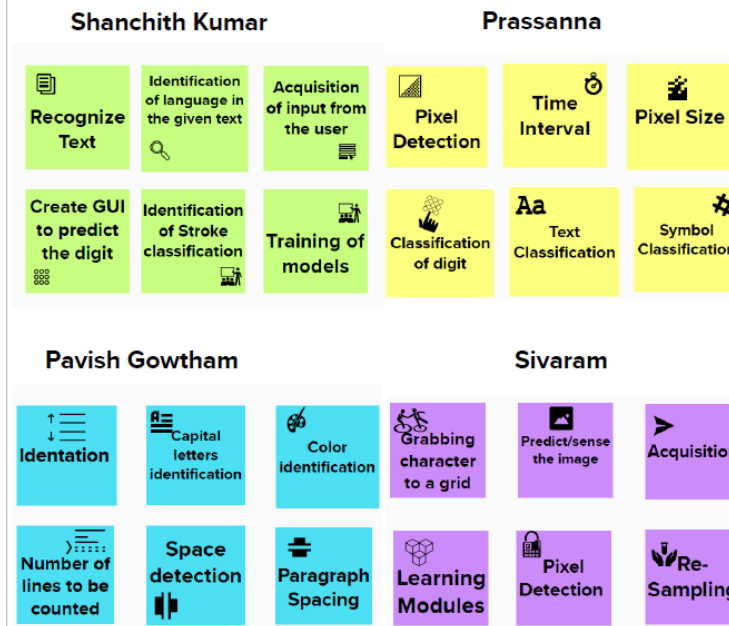 Shanchith Kumar
Recognize
Text
Identification
of language in
the given text
Acquisition
of input from
the user
Create GUI
to predict
the digit
Identification
of Stroke
classification
Training of
models
Prassanna
Pixel
Detection
Time
Interval
Pixel Size
Classification
of digit
Aa
Text
Classification
Symbol
Classification
Pavish Gowtham
Identation
Capital
letters
identification
Color
identification
Number of
lines to be
counted
Space
detection
Paragraph
Spacing
Sivaram
Grabbing
character
to a grid
Predict/sense
the image
Acquisitio
Learning
Modules
Pixel
Detection
Re-
Sampling